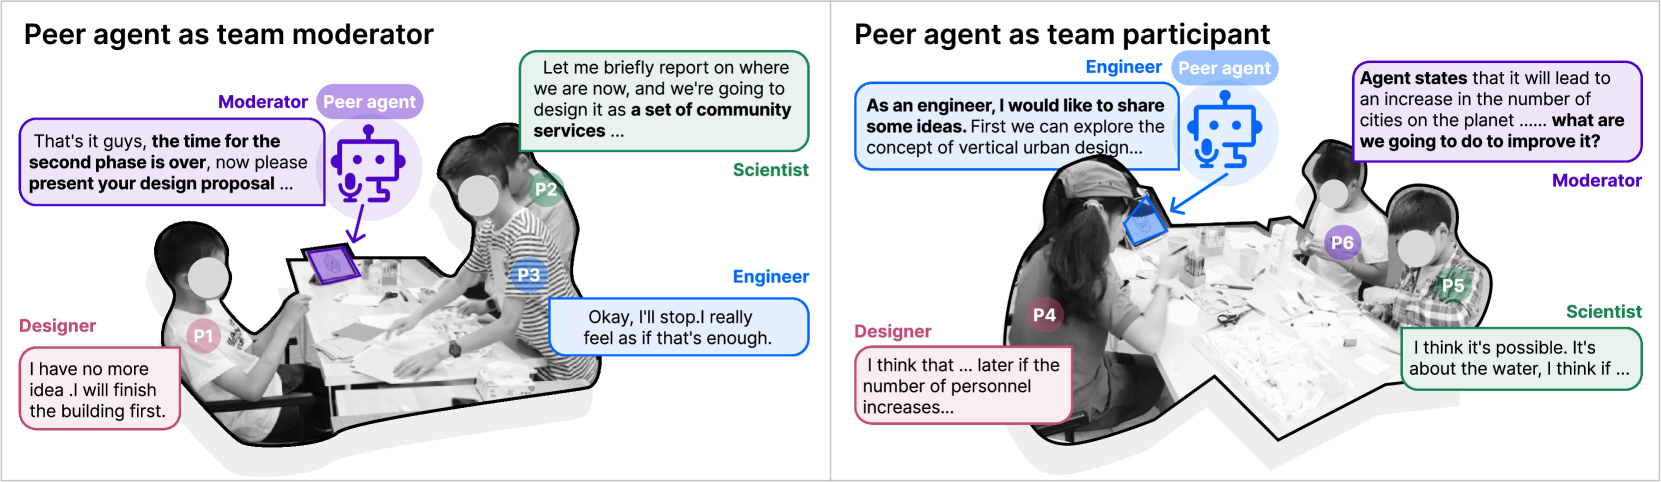 Peer agent as team moderator
Moderator
Peer agent
That's it guys, the time for the
second phase is over, now please
present your design proposal ...
Let me briefly report on where
we are now, and we're going to
design it as a set of community
services ...
Scientist
P2
P3
P1
Engineer
Okay, I'll stop.I really
feel as if that's enough.
Designer
I have no more
idea .I will finish
the building first.
Peer agent as team participant
Engineer
Peer agent
As an engineer, I would like to share
some ideas. First we can explore the
concept of vertical urban design...
Agent states that it will lead to
an increase in the number of
cities on the planet ...... what are
we going to do to improve it?
Moderator
P6
P5
P4
Designer
I think that ... later if the
number of personnel
increases...
Scientist
I think it's possible. It's
about the water, I think if ...